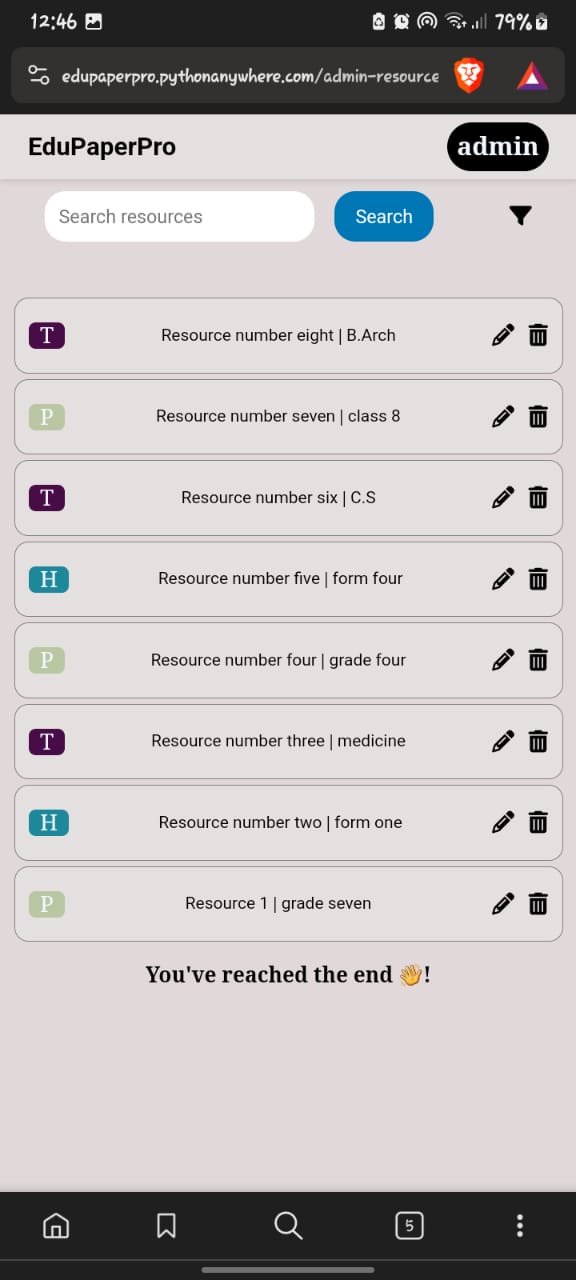 12:46 79%
edupaperpro.pythonanywhere.com/admin-resource
EduPaperPro admin
Search resources Search
T Resource number eight | B.Arch
P Resource number seven | class 8
T Resource number six | C.S
H Resource number five | form four
P Resource number four | grade four
T Resource number three | medicine
H Resource number two | form one
P Resource 1 | grade seven
You've reached the end 👋!
5